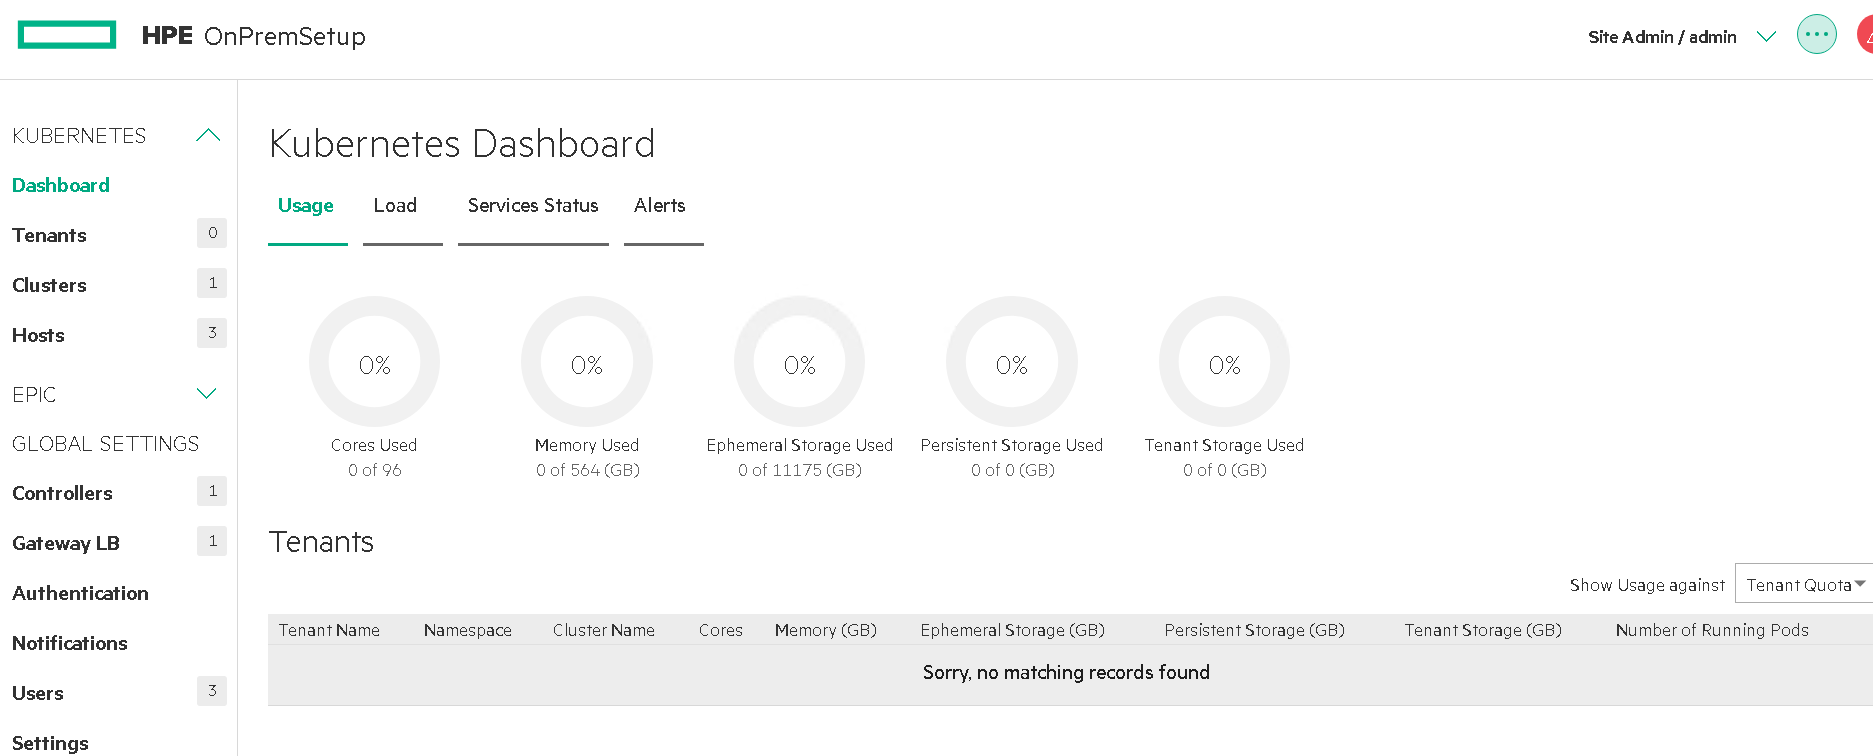 HPE OnPremSetup
Site Admin / admin
KUBERNETES
Dashboard
Tenants 0
Clusters 1
Hosts 3
EPIC
GLOBAL SETTINGS
Controllers 1
Gateway LB 1
Authentication
Notifications
Users 3
Settings
Kubernetes Dashboard
Usage Load Services Status Alerts
0% 0% 0% 0% 0%
Cores Used Memory Used Ephemeral Storage Used Persistent Storage Used Tenant Storage Used
0 of 96 0 of 564 (GB) 0 of 11175 (GB) 0 of 0 (GB) 0 of 0 (GB)
Tenants
Show Usage against Tenant Quota
Tenant Name Namespace Cluster Name Cores Memory (GB) Ephemeral Storage (GB) Persistent Storage (GB) Tenant Storage (GB) Number of Running Pods
Sorry, no matching records found